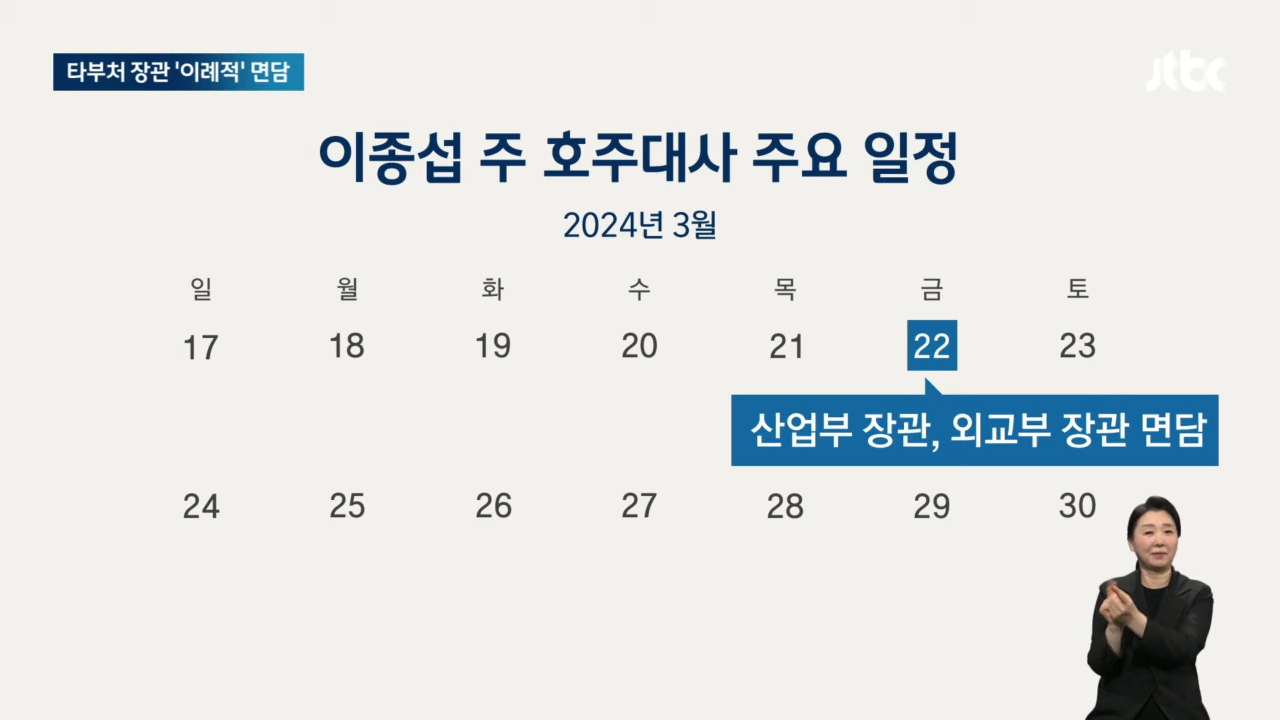 타부처 장관 '이례적' 면담
jtbc
이종섭 주 호주대사 주요 일정
2024년 3월
일 월 화 수 목 금 토
17 18 19 20 21 22 23
산업부 장관, 외교부 장관 면담
24 25 26 27 28 29 30